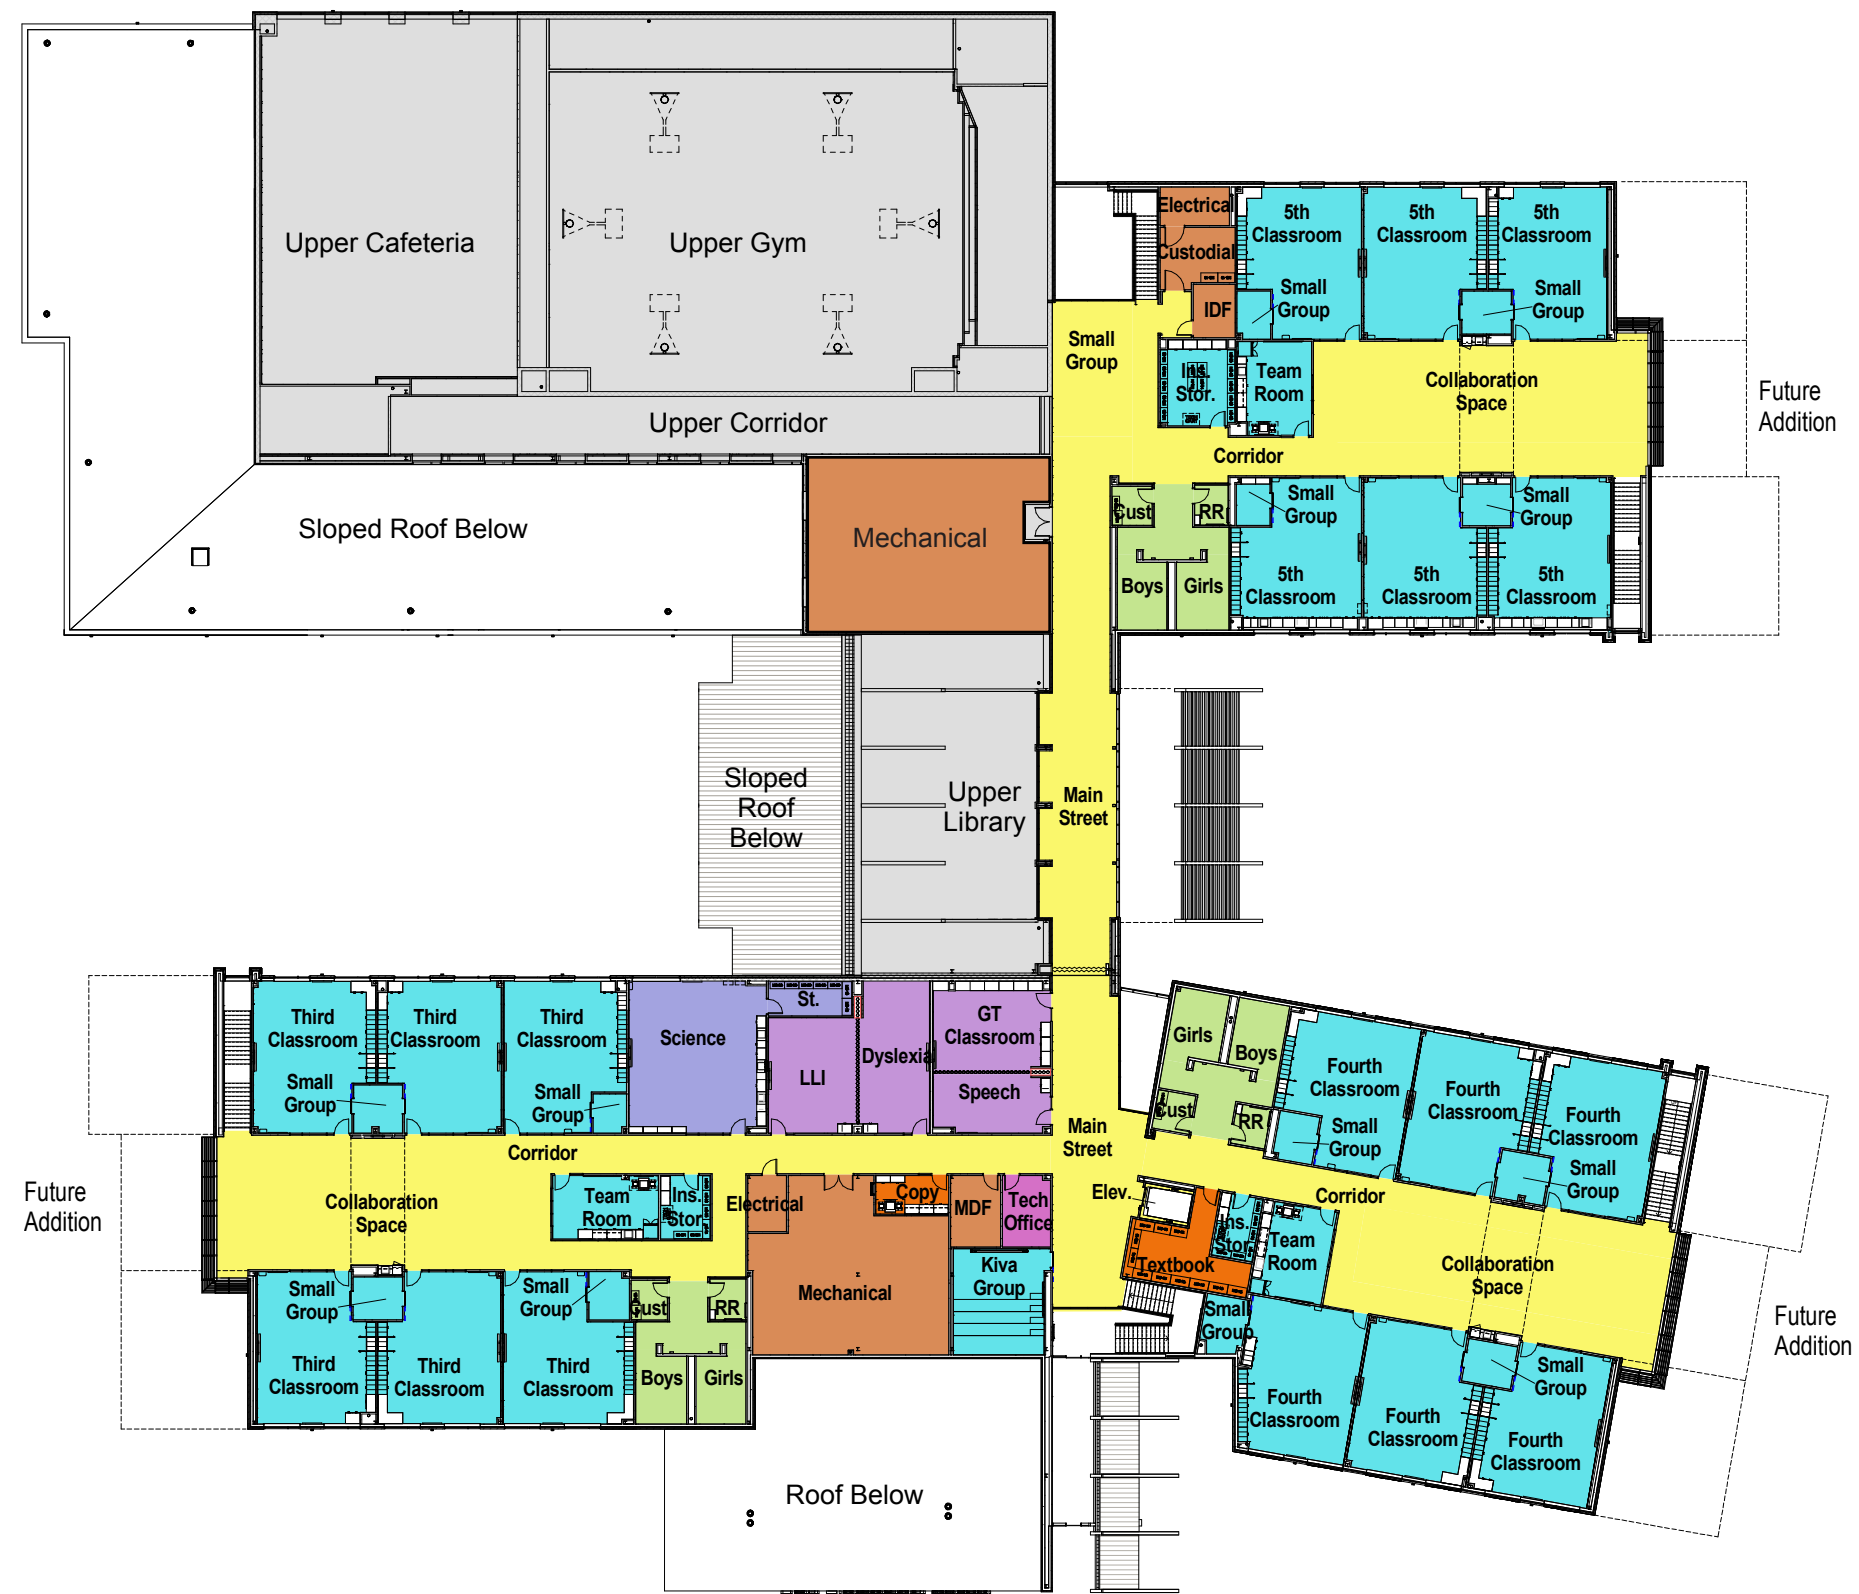 Upper Cafeteria
Upper Gym
Upper Corridor
Sloped Roof Below
Mechanical
Electrical
Custodial
IDF
5th
Classroom
5th
Classroom
5th
Classroom
Small
Group
Small
Group
Small
Group
Ins.
Stor.
Team
Room
Collaboration
Space
Future
Addition
Corridor
Cust
RR
Boys
Girls
Small
Group
Small
Group
5th
Classroom
5th
Classroom
5th
Classroom
Sloped
Roof
Below
Upper
Library
Main
Street
Third
Classroom
Third
Classroom
Third
Classroom
Small
Group
Small
Group
Science
St.
LLI
Dyslexia
GT
Classroom
Speech
Main
Street
Corridor
Future
Addition
Collaboration
Space
Team
Room
Ins.
Stor.
Electrical
Copy
MDF
Tech
Office
Mechanical
Kiva
Group
Small
Group
Small
Group
Cust
RR
Third
Classroom
Third
Classroom
Third
Classroom
Boys
Girls
Girls
Boys
Cust
RR
Fourth
Classroom
Fourth
Classroom
Fourth
Classroom
Small
Group
Small
Group
Elev.
Corridor
Ins.
Stor.
Team
Room
Textbook
Collaboration
Space
Future
Addition
Small
Group
Small
Group
Fourth
Classroom
Fourth
Classroom
Fourth
Classroom
Roof Below